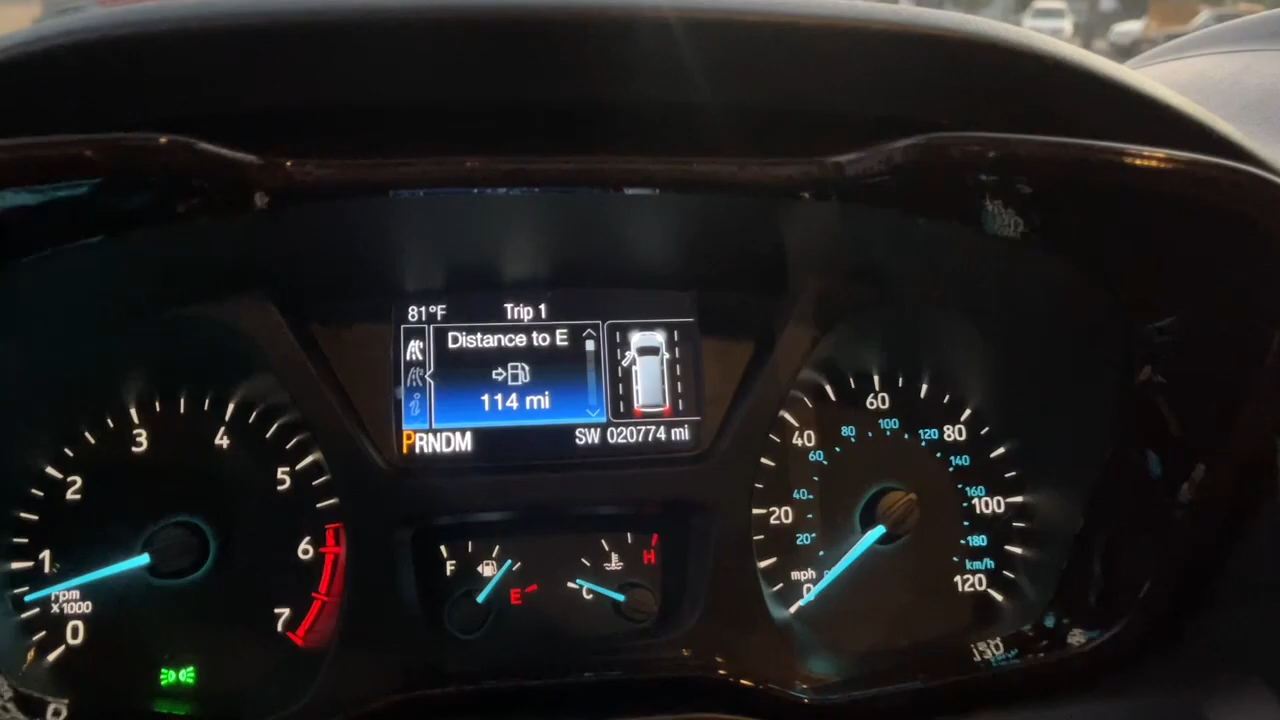 81°F Trip 1
Distance to E
114 mi
PRNDM SW 020774 mi
0 1 2 3 4 5 6 7
rpm
x1000
F E
C H
0 20 40 60 80 100 120
mph
20 40 60 80 100 120 140 160 180
km/h